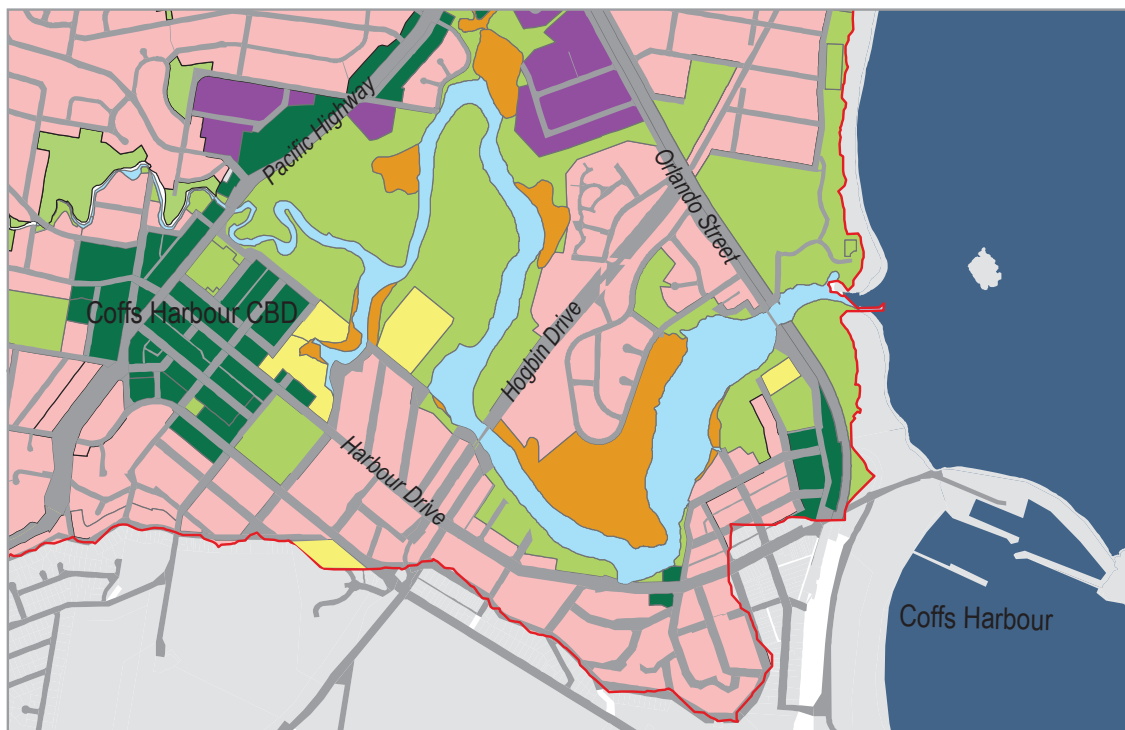 Pacific Highway
Orlando Street
Coffs Harbour CBD
Hogbin Drive
Harbour Drive
Coffs Harbour